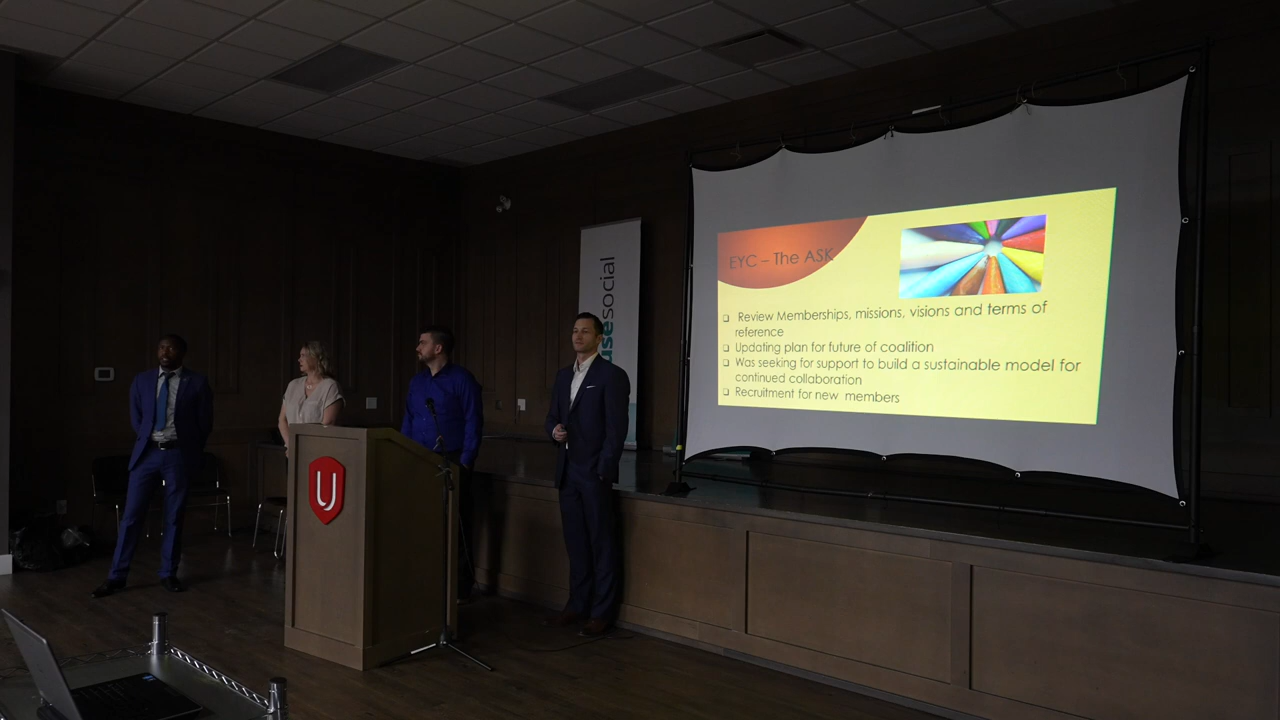 usesocial
EYC – The ASK
❑ Review Memberships, missions, visions and terms of
reference
❑ Updating plan for future of coalition
❑ Was seeking for support to build a sustainable model for
continued collaboration
❑ Recruitment for new members
U